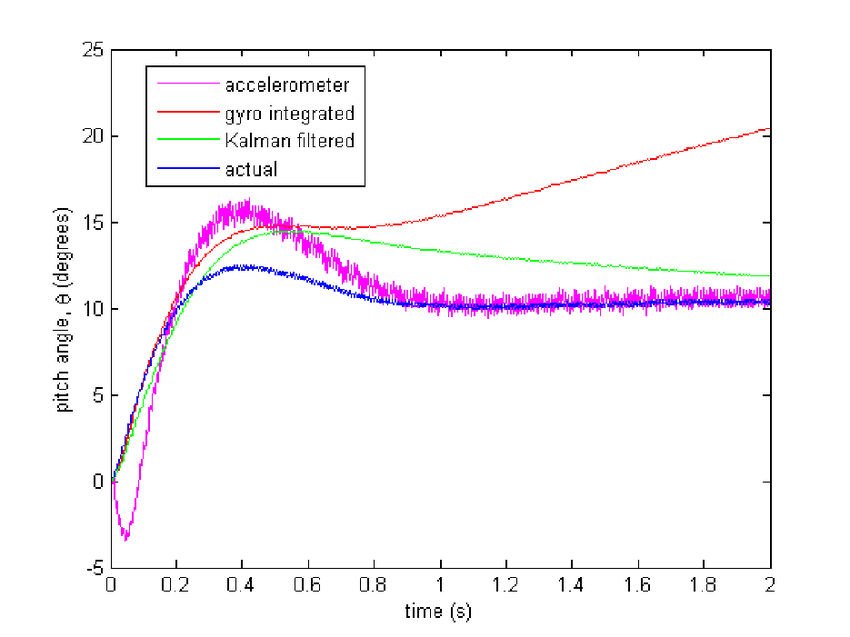 25
20
15
10
5
0
-5
accelerometer
gyro integrated
Kalman filtered
actual
pitch angle, ϕ (degrees)
0 0.2 0.4 0.6 0.8 1 1.2 1.4 1.6 1.8 2
time (s)